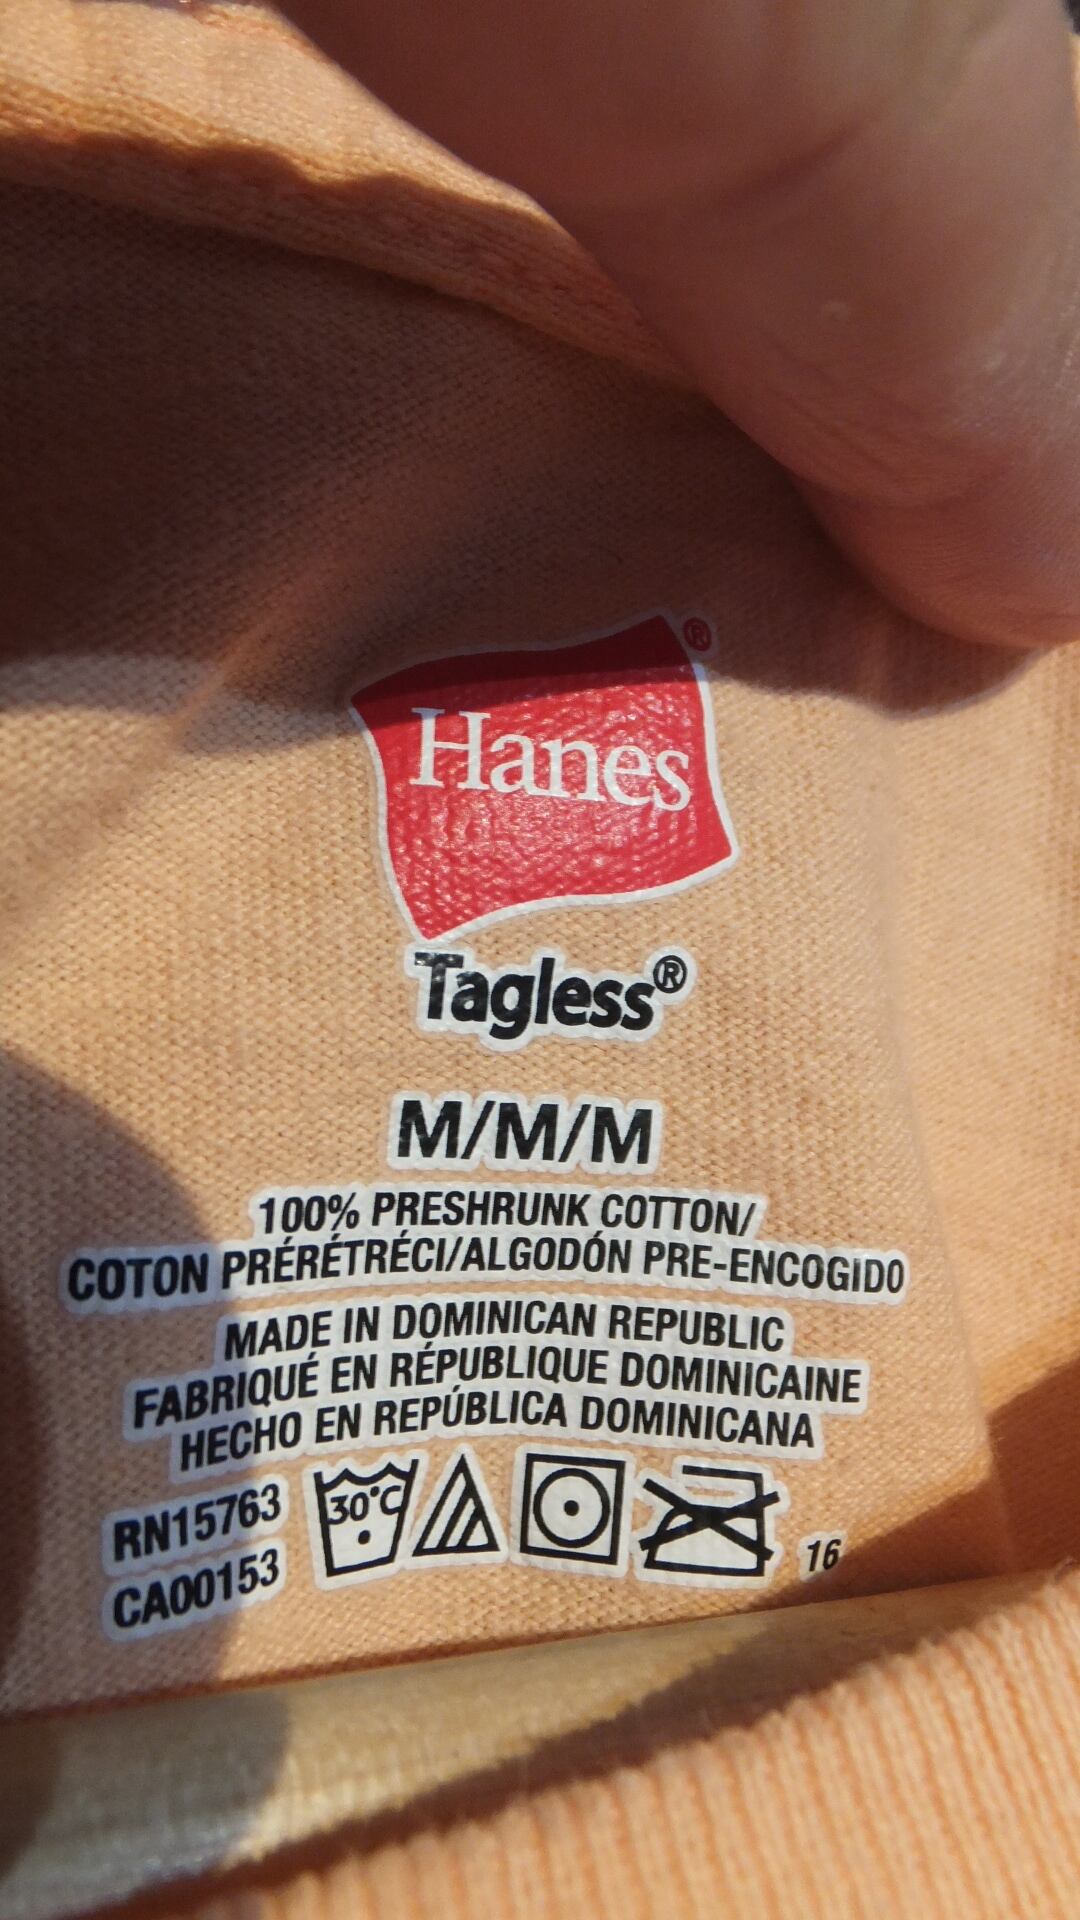 Hanes®
Tagless®
M/M/M
100% PRESHRUNK COTTON/
COTON PRÉRÉTRÉCI/ALGODÓN PRE-ENCOGIDO
MADE IN DOMINICAN REPUBLIC
FABRIQUÉ EN RÉPUBLIQUE DOMINICAINE
HECHO EN REPÚBLICA DOMINICANA
RN15763
CA00153
30°C
16